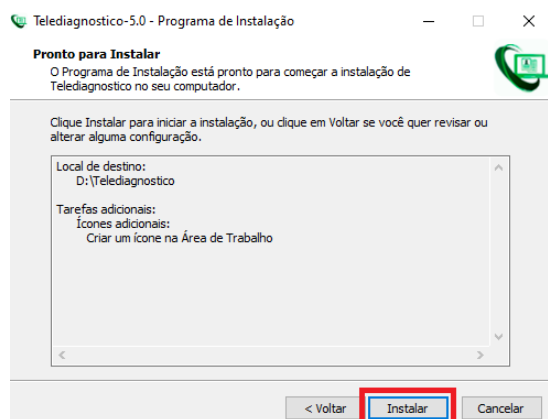 Telediagnostico-5.0 - Programa de Instalação
Pronto para Instalar
O Programa de Instalação está pronto para começar a instalação de
Telediagnostico no seu computador.
Clique Instalar para iniciar a instalação, ou clique em Voltar se você quer revisar ou
alterar alguma configuração.
Local de destino:
D:\Telediagnostico
Tarefas adicionais:
Ícones adicionais:
Criar um ícone na Área de Trabalho
< Voltar
Instalar
Cancelar